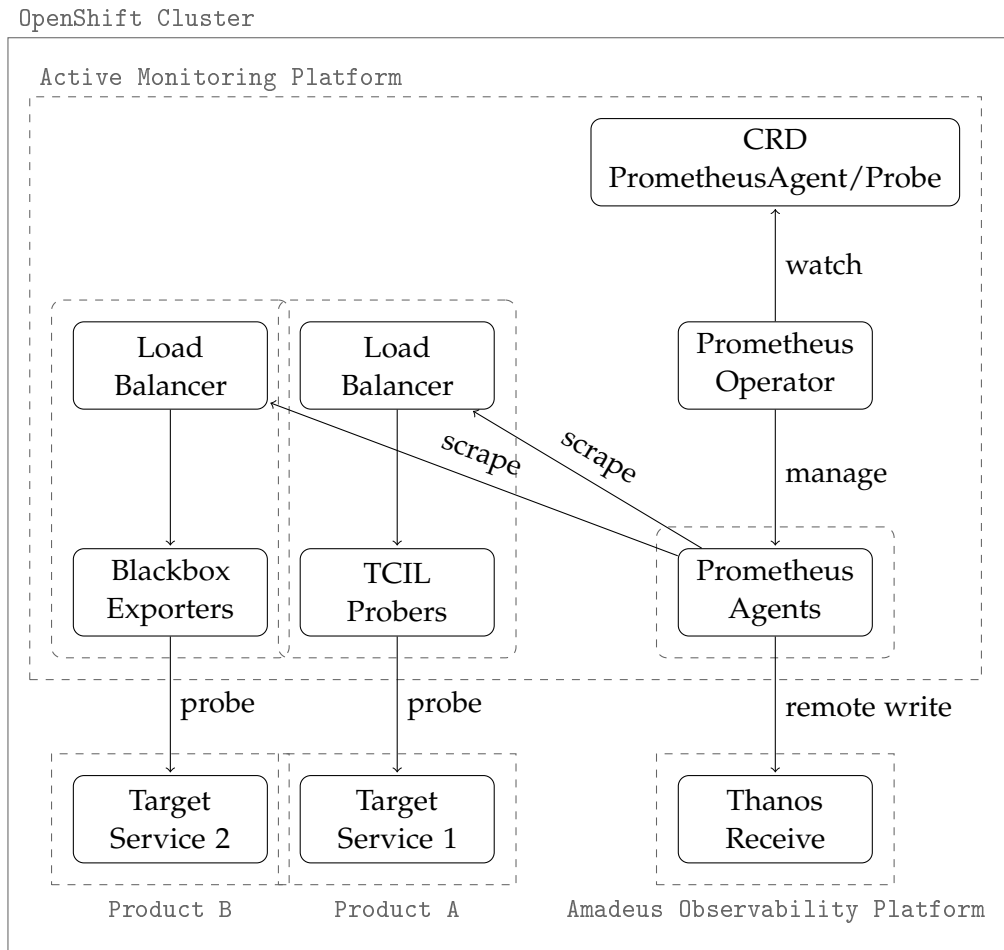 OpenShift Cluster
Active Monitoring Platform
CRD
PrometheusAgent/Probe
watch
Load
Balancer
Load
Balancer
Prometheus
Operator
scrape
scrape
manage
Blackbox
Exporters
TCIL
Probers
Prometheus
Agents
probe
probe
remote write
Target
Service 2
Target
Service 1
Thanos
Receive
Product B
Product A
Amadeus Observability Platform